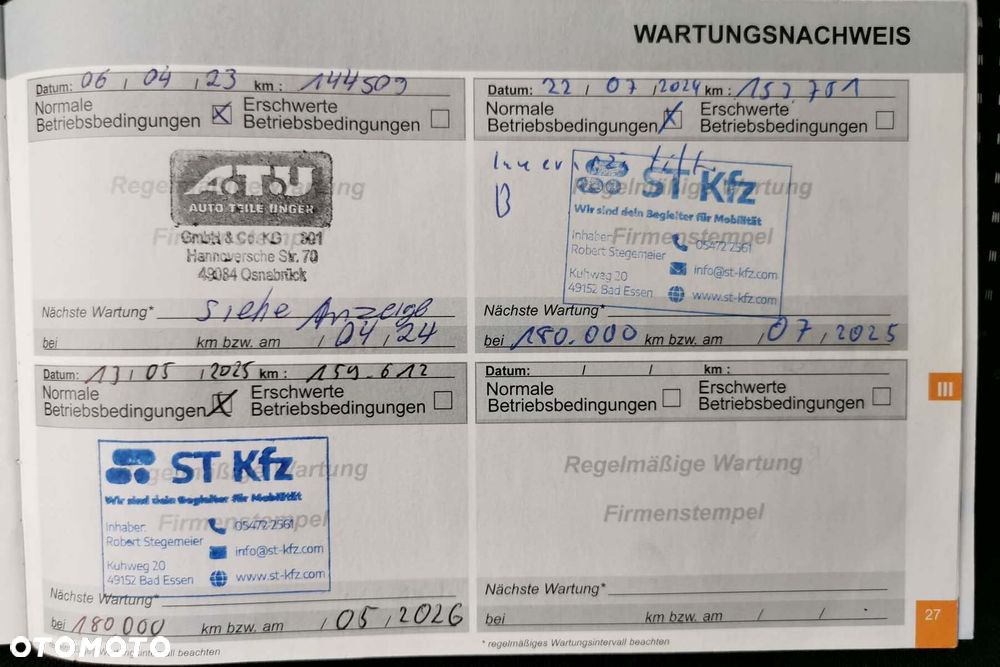 WARTUNGSNACHWEIS
Datum: 06 / 04 / 23 km: 144509
Normale Betriebsbedingungen ☒ Erschwerte Betriebsbedingungen ☐
Regelmäßige Wartung
Firmenstempel
A.T.U
AUTO TEILE UNGER
GmbH & Co. KG 301
Hannoversche Str. 70
49084 Osnabrück
Nächste Wartung* siehe Anzeige
bei km bzw. am / 04 / 24
Datum: 22 / 07 / 2024 km: 157.751
Normale Betriebsbedingungen ☒ Erschwerte Betriebsbedingungen ☐
B
Regelmäßige Wartung
Firmenstempel
ST Kfz
Wir sind dein Begleiter für Mobilität
Inhaber:
Robert Stegemeier
Kuhweg 20
49152 Bad Essen
05472 2561
info@st-kfz.com
www.st-kfz.com
Nächste Wartung*
bei 180.000 km bzw. am / 07 / 2025
Datum: 13 / 05 / 2025 km: 159.612
Normale Betriebsbedingungen ☒ Erschwerte Betriebsbedingungen ☐
Regelmäßige Wartung
Firmenstempel
ST Kfz
Wir sind dein Begleiter für Mobilität
Inhaber:
Robert Stegemeier
Kuhweg 20
49152 Bad Essen
05472 2561
info@st-kfz.com
www.st-kfz.com
Nächste Wartung*
bei 180000 km bzw. am / 05 / 2026
Datum: / / km:
Normale Betriebsbedingungen ☐ Erschwerte Betriebsbedingungen ☐
Regelmäßige Wartung
Firmenstempel
Nächste Wartung*
bei km bzw. am / /
* regelmäßiges Wartungsintervall beachten
Wartungsintervall beachten
III
27
OTOMOTO